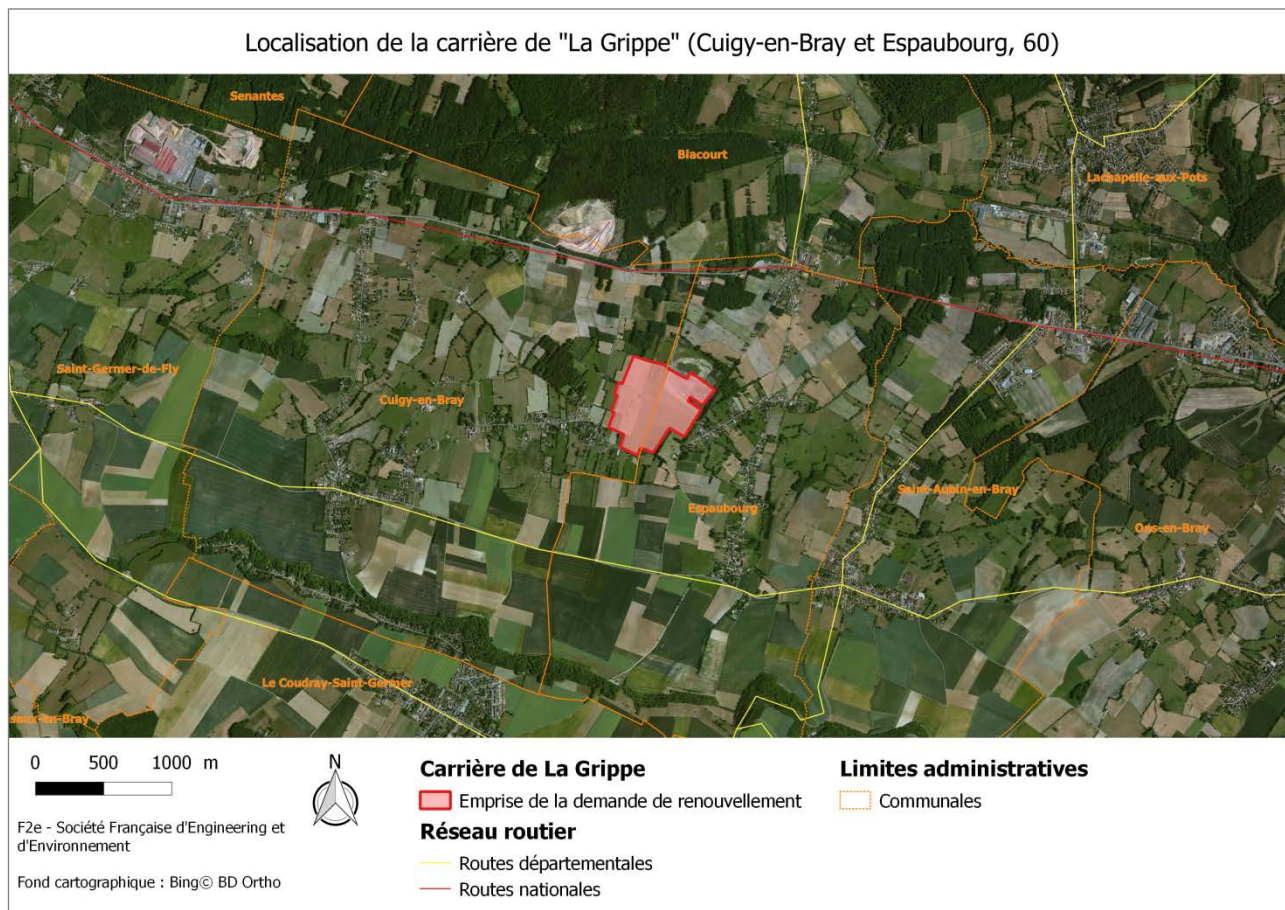 Localisation de la carrière de "La Grippe" (Cuigy-en-Bray et Espaubourg, 60)
Senantes
Blacourt
Lachapelle-aux-Pots
Saint-Germer-de-Fly
Cuigy-en-Bray
Espaubourg
Saint-Aubin-en-Bray
Ons-en-Bray
Le Coudray-Saint-Germer
seux-en-Bray
0 500 1000 m
N
F2e - Société Française d'Engineering et
d'Environnement
Fond cartographique : Bing© BD Ortho
Carrière de La Grippe
Emprise de la demande de renouvellement
Réseau routier
Routes départementales
Routes nationales
Limites administratives
Communales